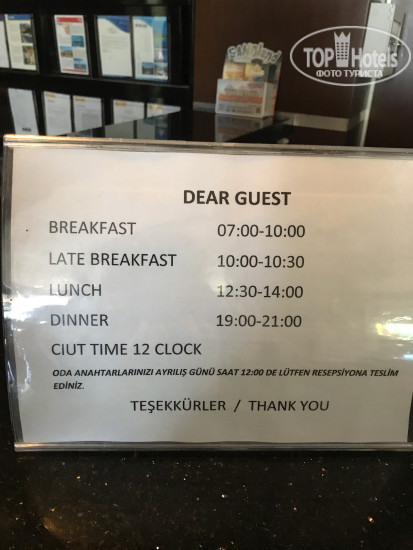 TOP Hotels
ФОТО ТУРИСТА
DEAR GUEST
BREAKFAST 07:00-10:00
LATE BREAKFAST 10:00-10:30
LUNCH 12:30-14:00
DINNER 19:00-21:00
CIUT TIME 12 CLOCK
ODA ANAHTARLARINIZI AYRILIŞ GÜNÜ SAAT 12:00 DE LÜTFEN RESEPSİYONA TESLİM
EDİNİZ.
TEŞEKKÜRLER / THANK YOU